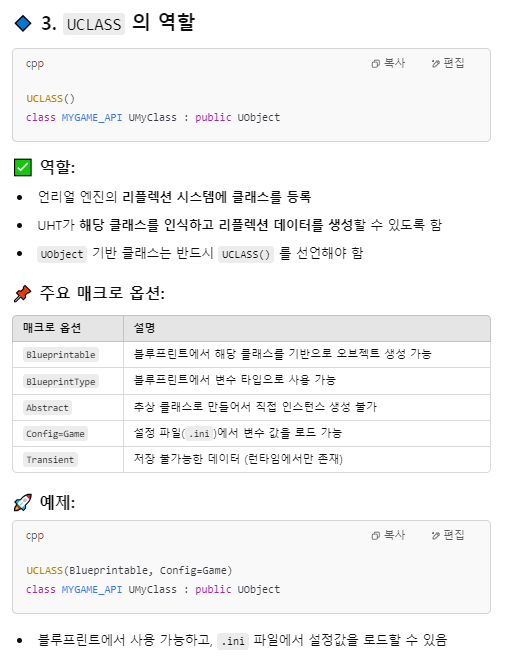 3. UCLASS 의 역할
cpp 복사 편집
UCLASS()
class MYGAME_API UMyClass : public UObject
역할:
언리얼 엔진의 리플렉션 시스템에 클래스를 등록
UHT가 해당 클래스를 인식하고 리플렉션 데이터를 생성할 수 있도록 함
UObject 기반 클래스는 반드시 UCLASS() 를 선언해야 함
주요 매크로 옵션:
매크로 옵션 설명
Blueprintable 블루프린트에서 해당 클래스를 기반으로 오브젝트 생성 가능
BlueprintType 블루프린트에서 변수 타입으로 사용 가능
Abstract 추상 클래스로 만들어서 직접 인스턴스 생성 불가
Config=Game 설정 파일(.ini)에서 변수 값을 로드 가능
Transient 저장 불가능한 데이터 (런타임에서만 존재)
예제:
cpp 복사 편집
UCLASS(Blueprintable, Config=Game)
class MYGAME_API UMyClass : public UObject
블루프린트에서 사용 가능하고, .ini 파일에서 설정값을 로드할 수 있음